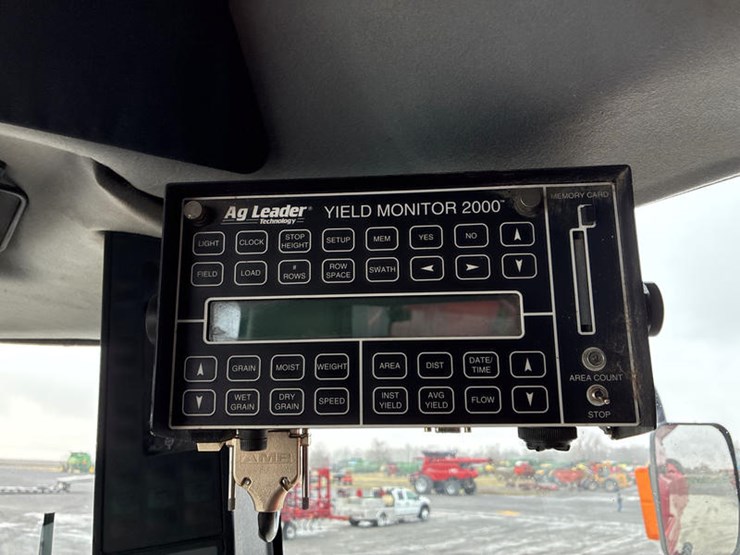 Ag Leader® YIELD MONITOR 2000™
Technology
MEMORY CARD
LIGHT CLOCK STOP HEIGHT SETUP MEM YES NO
FIELD LOAD # ROWS ROW SPACE SWATH
GRAIN MOIST WEIGHT AREA DIST DATE/ TIME
WET GRAIN DRY GRAIN SPEED INST YIELD AVG YIELD FLOW
AREA COUNT
STOP
AMP